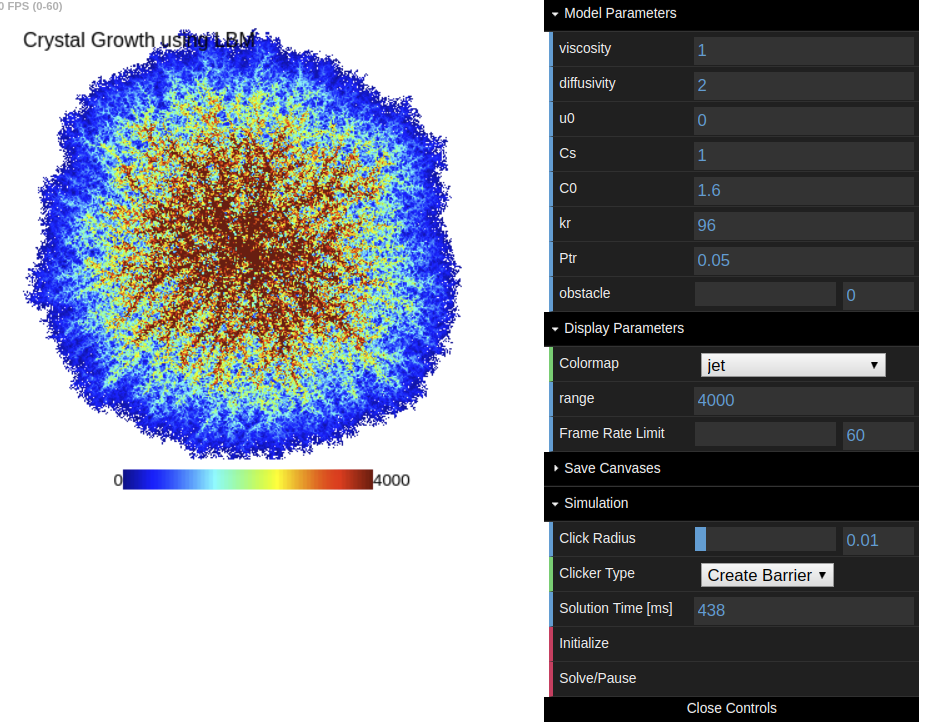 0 FPS (0-60)
Crystal Growth using LBM
0
4000
Model Parameters
viscosity 1
diffusivity 2
u0 0
Cs 1
C0 1.6
kr 96
Ptr 0.05
obstacle 0
Display Parameters
Colormap jet
range 4000
Frame Rate Limit 60
Save Canvases
Simulation
Click Radius 0.01
Clicker Type Create Barrier
Solution Time [ms] 438
Initialize
Solve/Pause
Close Controls